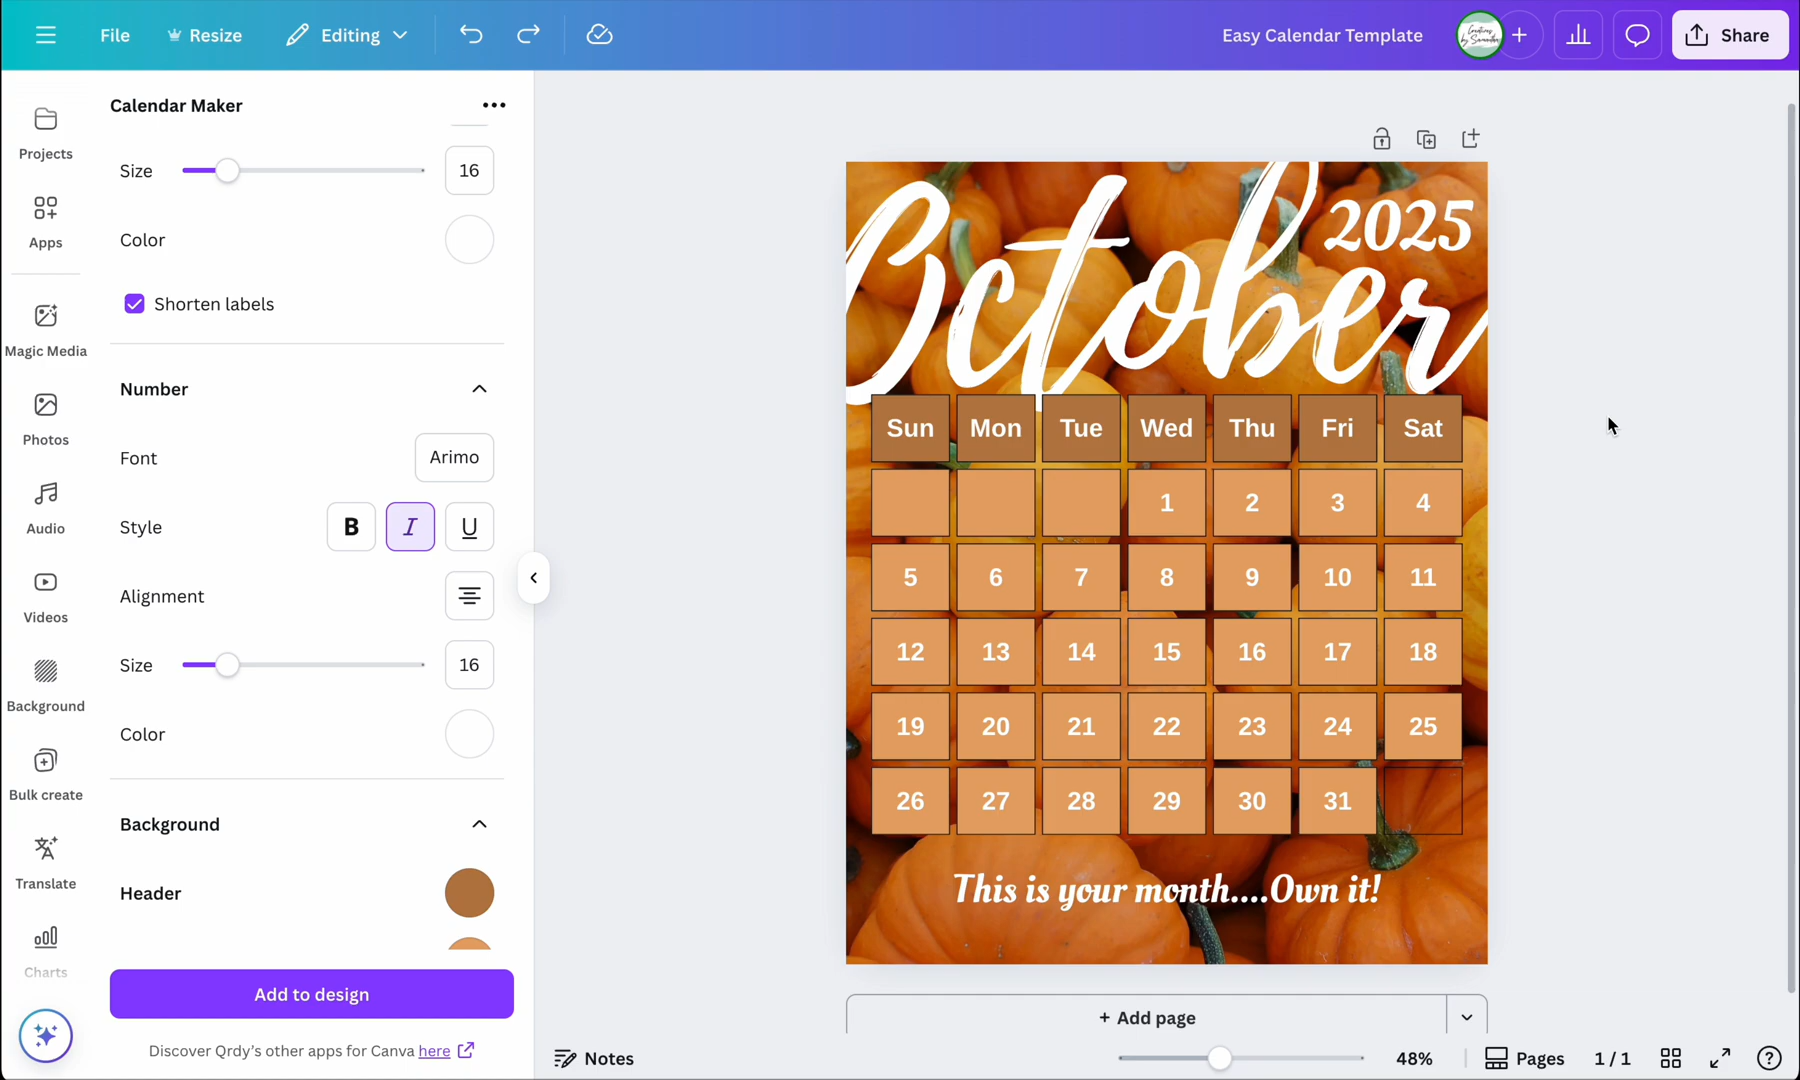 File Resize Editing Easy Calendar Template + Share
Projects
Apps
Magic Media
Photos
Audio
Videos
Background
Bulk create
Translate
Charts
Calendar Maker
Size 16
Color
Shorten labels
Number
Font Arimo
Style B I U
Alignment
Size 16
Color
Background
Header
Add to design
Discover Qrdy's other apps for Canva here
2025
October
Sun Mon Tue Wed Thu Fri Sat
1 2 3 4
5 6 7 8 9 10 11
12 13 14 15 16 17 18
19 20 21 22 23 24 25
26 27 28 29 30 31
This is your month....Own it!
+ Add page
Notes 48% Pages 1 / 1 ?